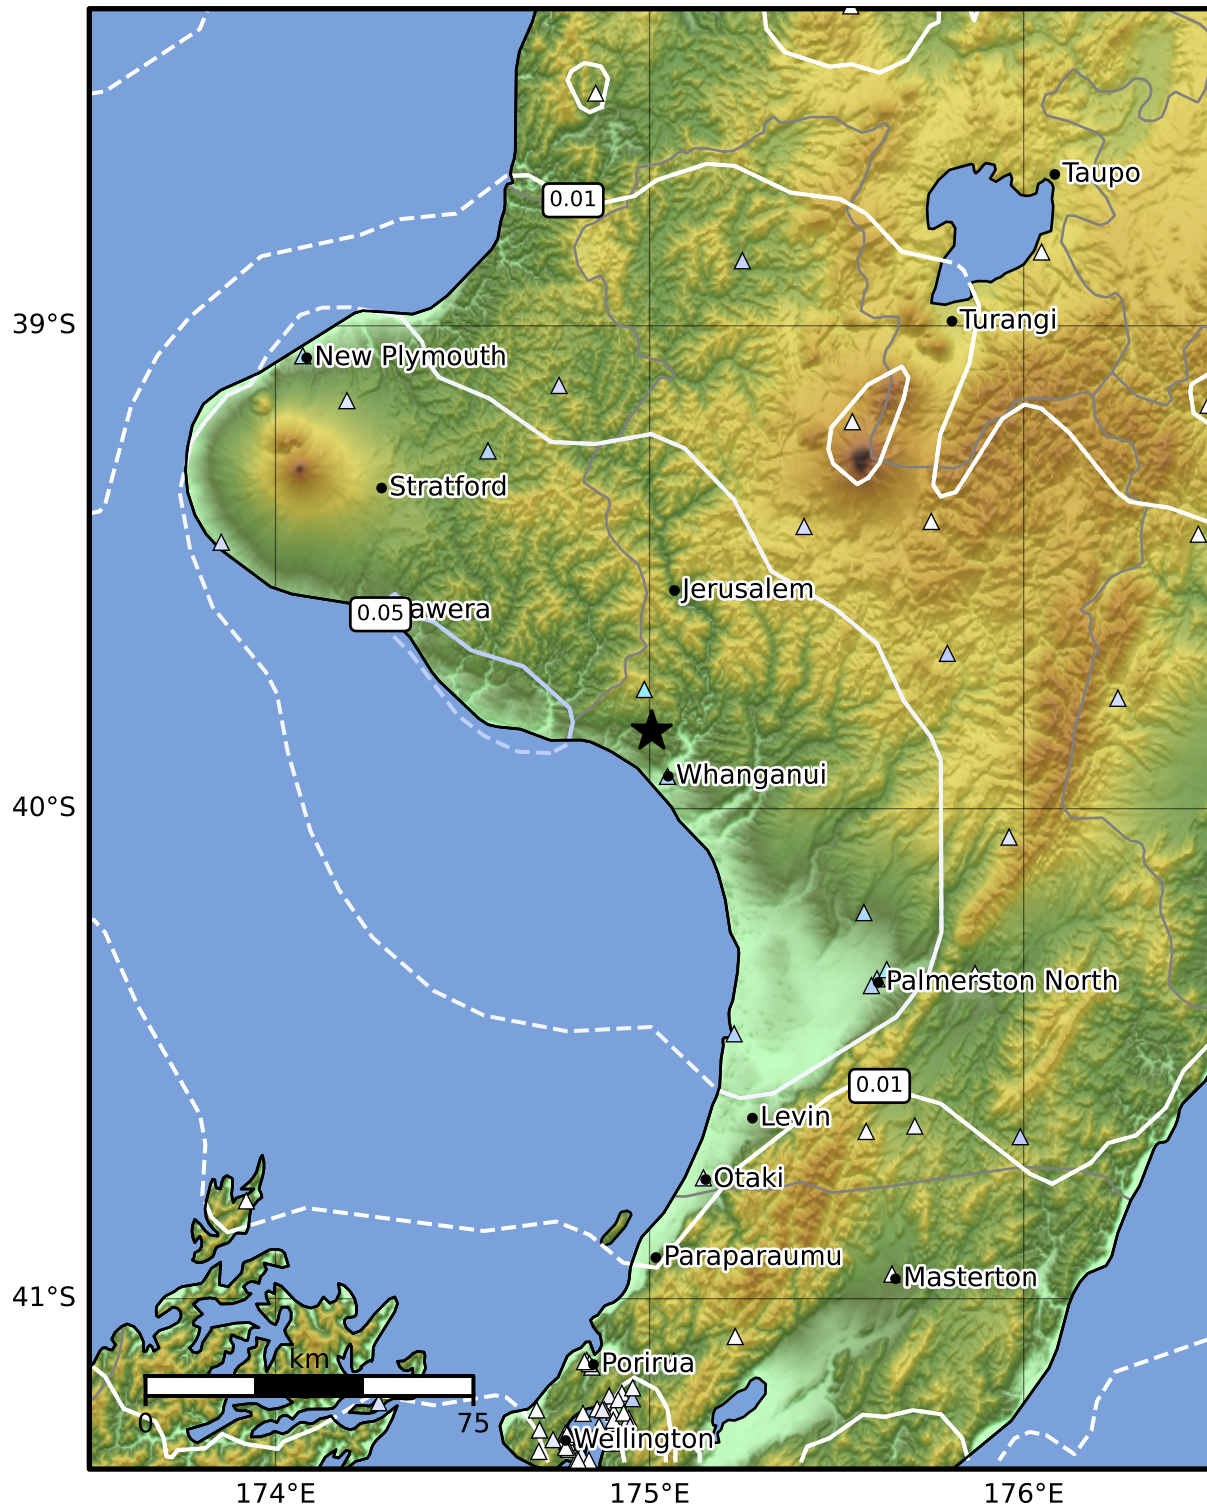 Taupo
0.01
Turangi
39°S
New Plymouth
Stratford
Jerusalem
0.05
awera
Whanganui
40°S
Palmerston North
0.01
Levin
Otaki
Paraparaumu
Masterton
41°S
km
Porirua
0
75
Wellington
174°E
175°E
176°E